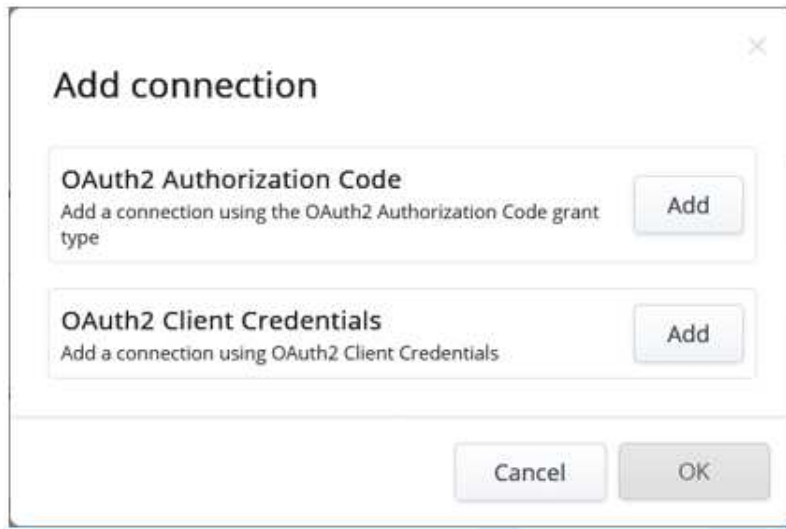 Add connection
OAuth2 Authorization Code
Add a connection using the OAuth2 Authorization Code grant
type
Add
OAuth2 Client Credentials
Add a connection using OAuth2 Client Credentials
Add
Cancel
OK